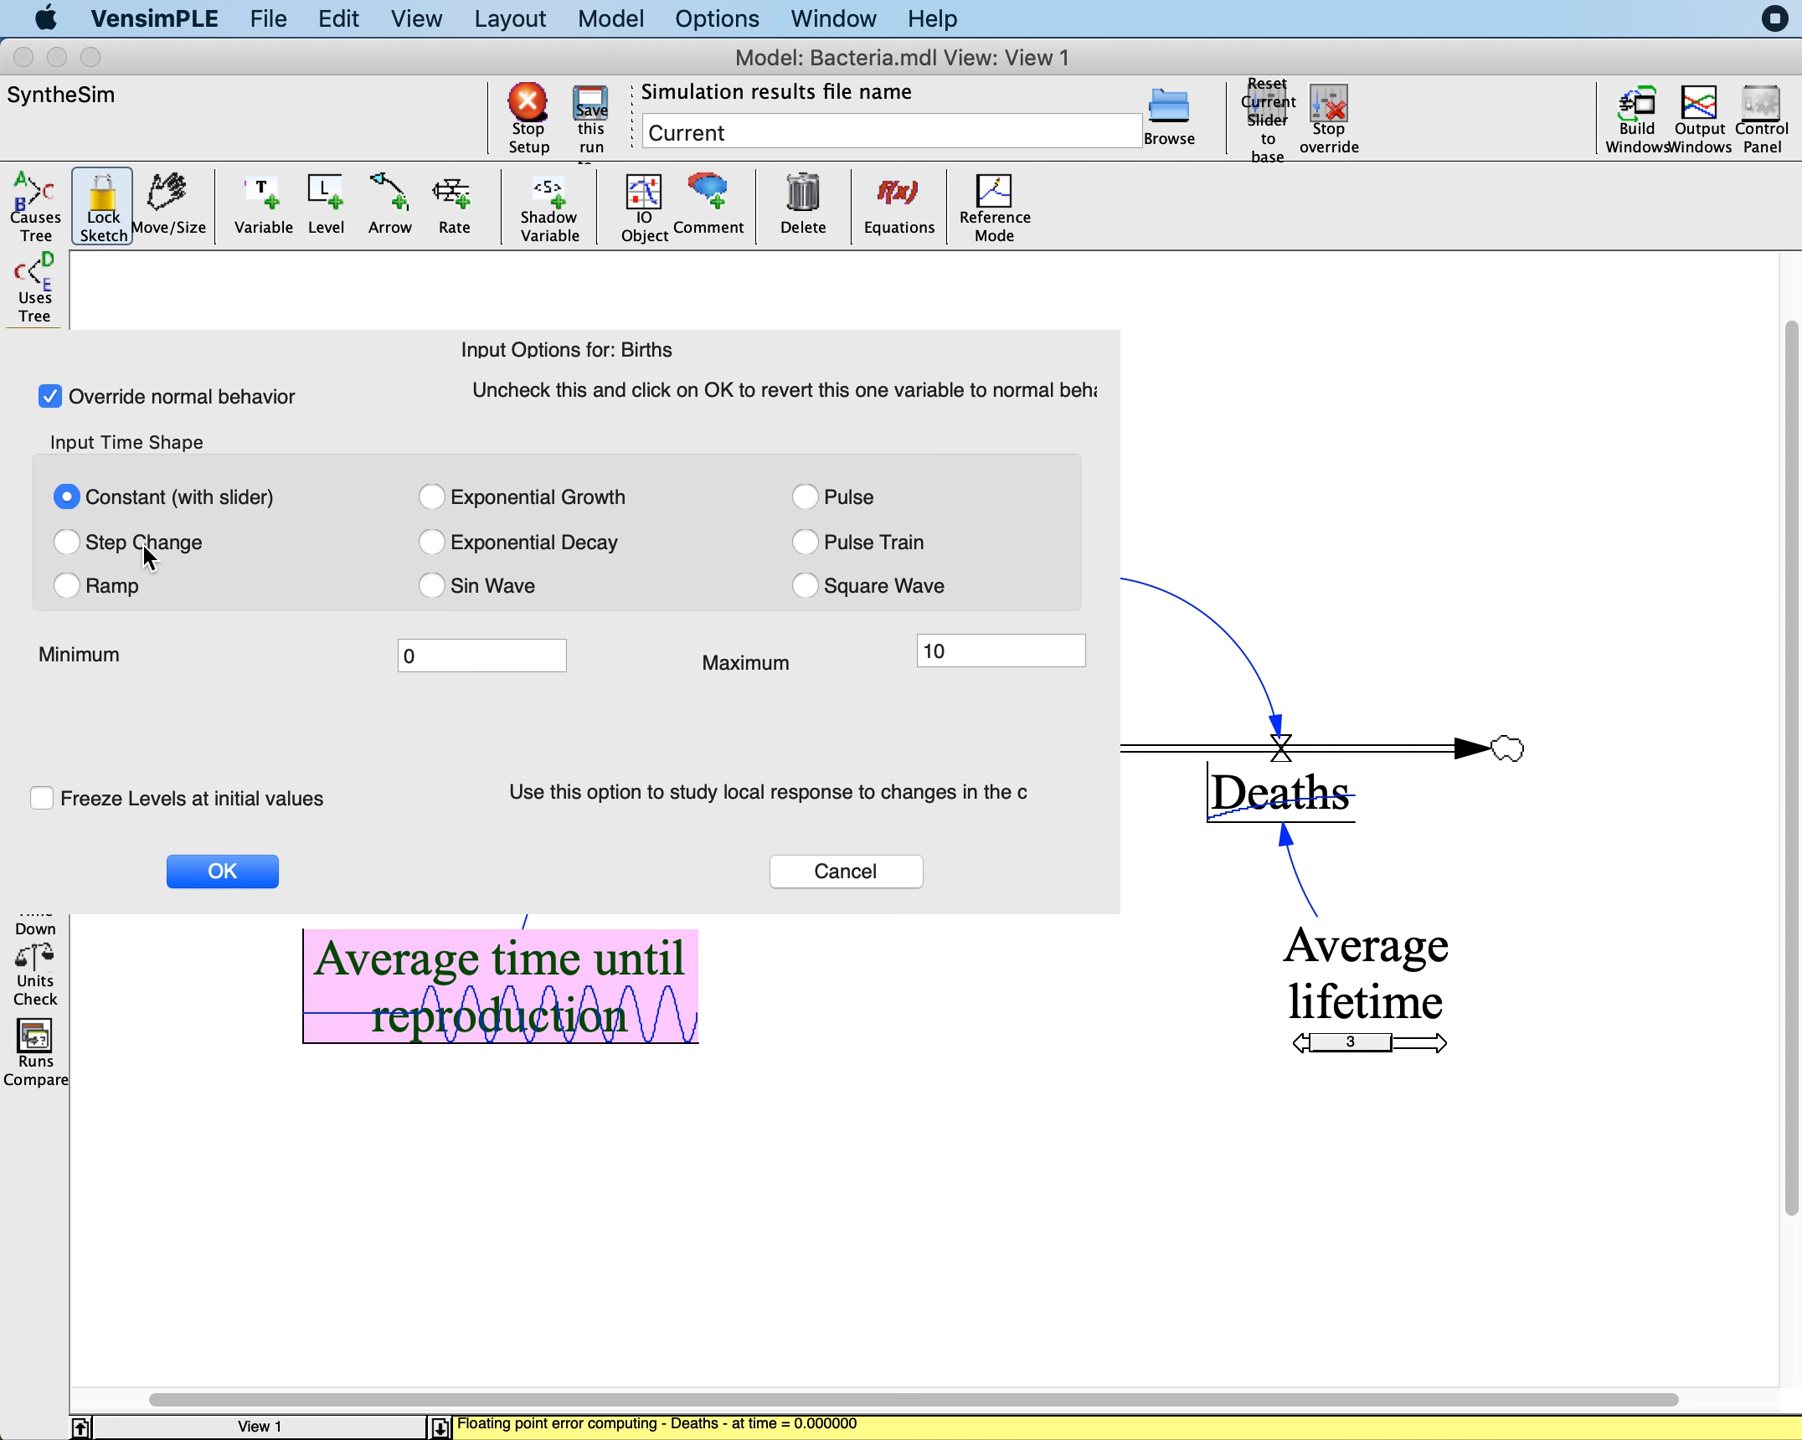 VensimPLE File Edit View Layout Model Options Window Help
Model: Bacteria.mdl View: View 1
SyntheSim
Stop Setup
Save this run
Simulation results file name
Current
Browse
Reset Current Slider to base
Stop override
Build Windows
Output Windows
Control Panel
Causes Tree
Lock Sketch
Move/Size
Variable
Level
Arrow
Rate
Shadow Variable
IO Object
Comment
Delete
Equations
Reference Mode
Uses Tree
Input Options for: Births
Override normal behavior
Uncheck this and click on OK to revert this one variable to normal beha
Input Time Shape
Constant (with slider)
Exponential Growth
Pulse
Step Change
Exponential Decay
Pulse Train
Ramp
Sin Wave
Square Wave
Minimum
0
Maximum
10
Freeze Levels at initial values
Use this option to study local response to changes in the c
OK
Cancel
Deaths
Down
Units Check
Runs Compare
Average time until
reproduction
Average
lifetime
3
View 1
Floating point error computing - Deaths - at time = 0.000000